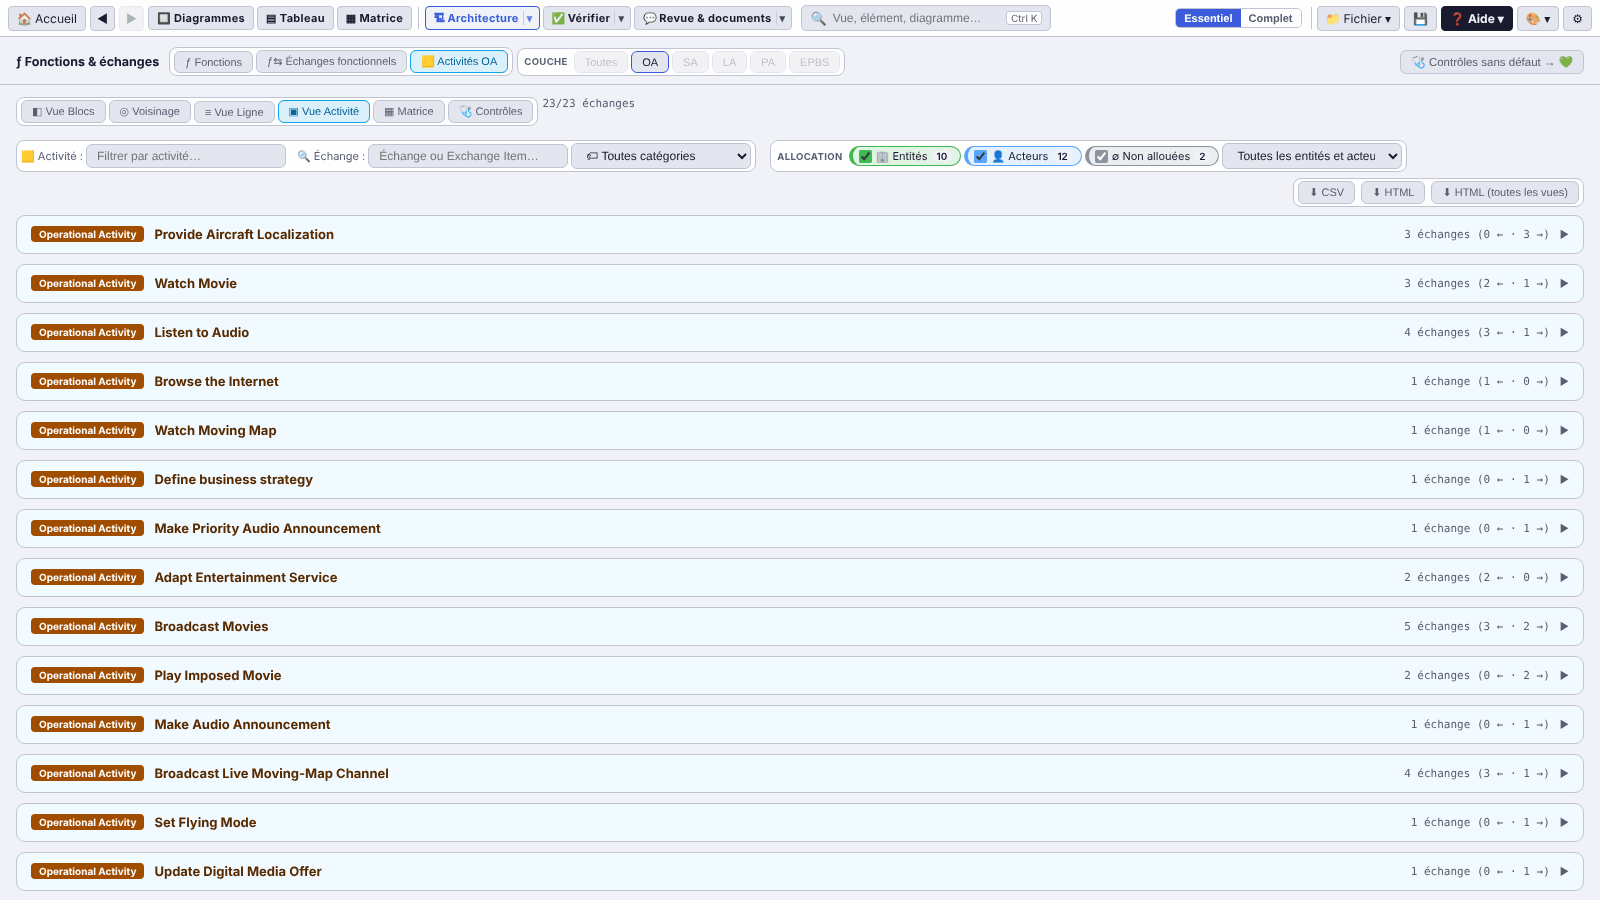 🏠 Accueil ◀ ▶ 🔲 Diagrammes ▤ Tableau ▦ Matrice 🏗 Architecture ▾ ✅ Vérifier ▾ 💬 Revue & documents ▾ 🔍 Vue, élément, diagramme… Ctrl K Essentiel Complet 📁 Fichier ▾ 💾 ❓ Aide ▾ 🎨 ▾ ⚙
ƒ Fonctions & échanges ƒ Fonctions ƒ⇆ Échanges fonctionnels 🟨 Activités OA COUCHE Toutes OA SA LA PA EPBS 🩺 Contrôles sans défaut → 💚
◧ Vue Blocs ◎ Voisinage ≡ Vue Ligne ▣ Vue Activité ▦ Matrice 🩺 Contrôles 23/23 échanges
🟨 Activité : Filtrer par activité… 🔍 Échange : Échange ou Exchange Item… 🏷 Toutes catégories ALLOCATION 🏢 Entités 10 👤 Acteurs 12 ⌀ Non allouées 2 Toutes les entités et acteu
⬇ CSV ⬇ HTML ⬇ HTML (toutes les vues)
Operational Activity Provide Aircraft Localization 3 échanges (0 ← · 3 →) ▶
Operational Activity Watch Movie 3 échanges (2 ← · 1 →) ▶
Operational Activity Listen to Audio 4 échanges (3 ← · 1 →) ▶
Operational Activity Browse the Internet 1 échange (1 ← · 0 →) ▶
Operational Activity Watch Moving Map 1 échange (1 ← · 0 →) ▶
Operational Activity Define business strategy 1 échange (0 ← · 1 →) ▶
Operational Activity Make Priority Audio Announcement 1 échange (0 ← · 1 →) ▶
Operational Activity Adapt Entertainment Service 2 échanges (2 ← · 0 →) ▶
Operational Activity Broadcast Movies 5 échanges (3 ← · 2 →) ▶
Operational Activity Play Imposed Movie 2 échanges (0 ← · 2 →) ▶
Operational Activity Make Audio Announcement 1 échange (0 ← · 1 →) ▶
Operational Activity Broadcast Live Moving-Map Channel 4 échanges (3 ← · 1 →) ▶
Operational Activity Set Flying Mode 1 échange (0 ← · 1 →) ▶
Operational Activity Update Digital Media Offer 1 échange (0 ← · 1 →) ▶